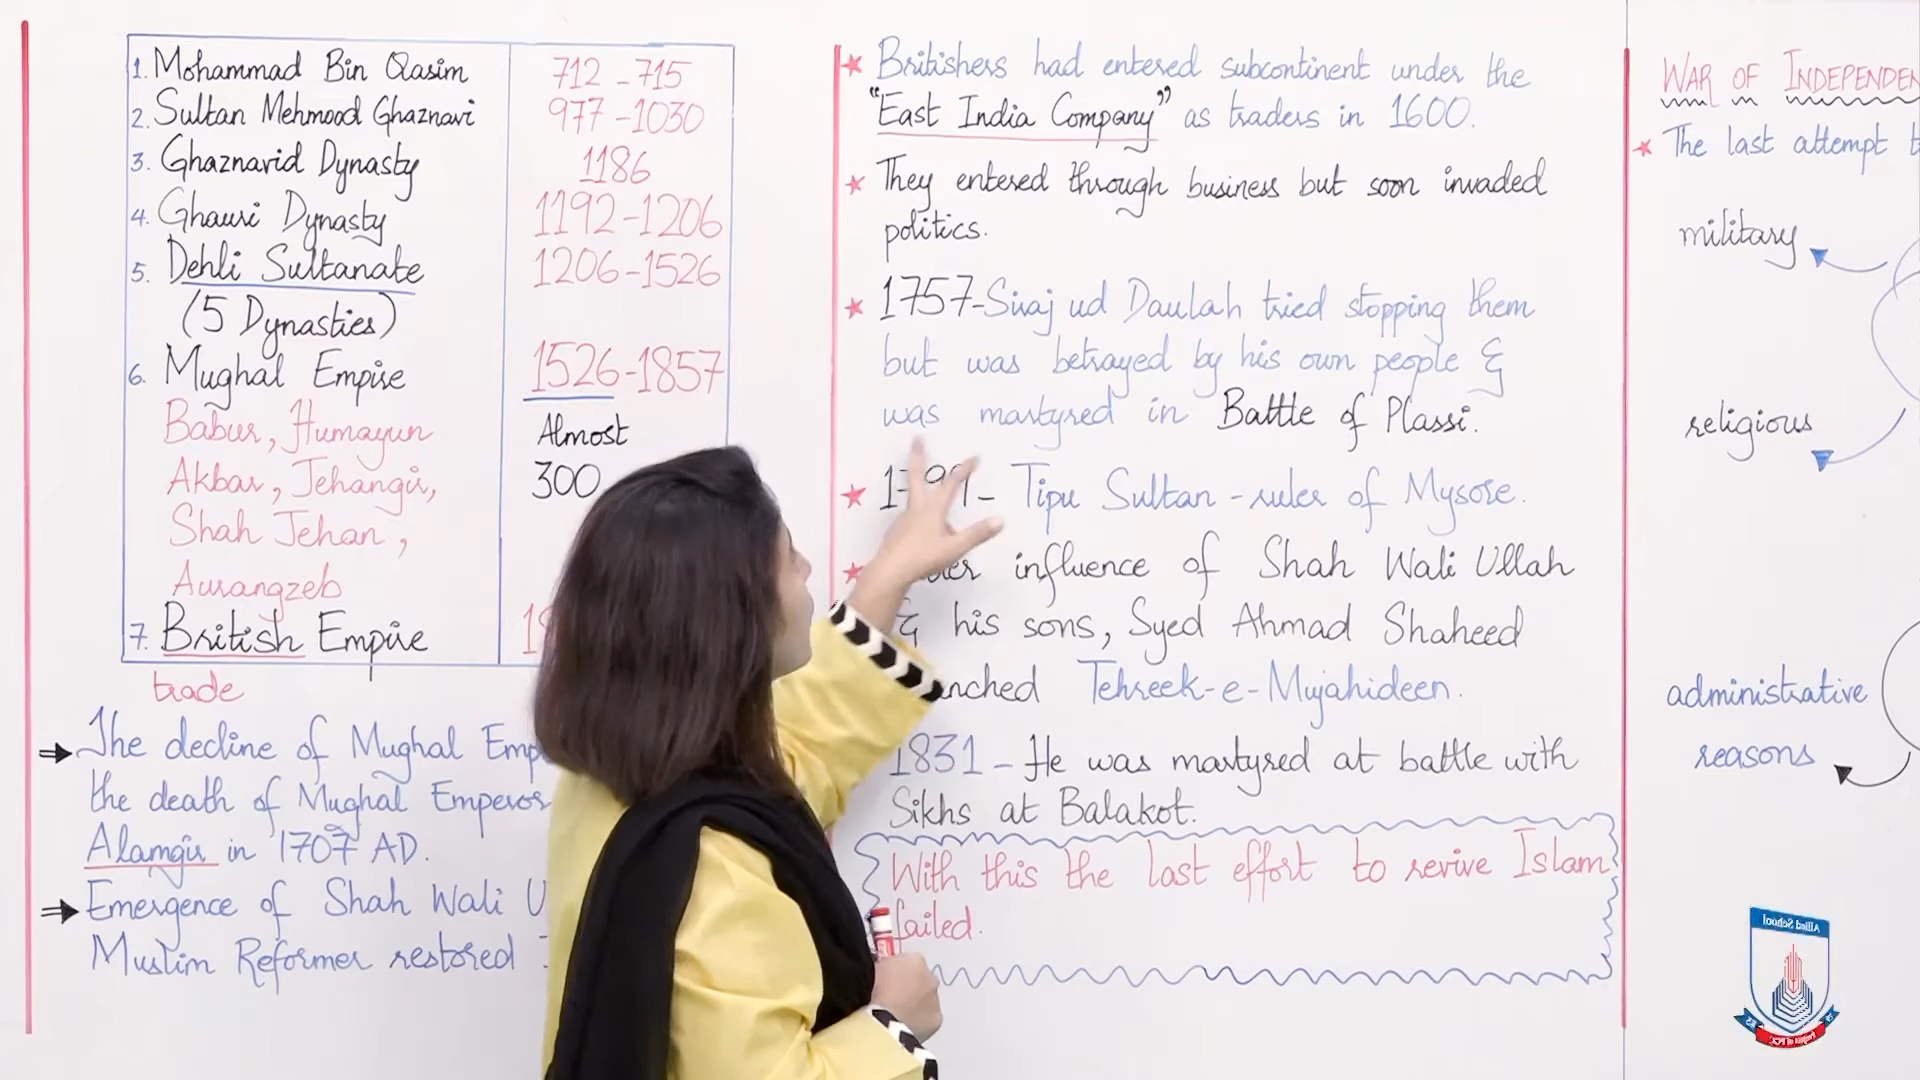 1. Mohammad Bin Qasim 712-715
2. Sultan Mehmood Ghaznavi 977-1030
3. Ghaznavid Dynasty 1186
4. Ghauri Dynasty 1192-1206
5. Dehli Sultanate 1206-1526
(5 Dynasties)
6. Mughal Empire 1526-1857
Babur, Humayun Almost
Akbar, Jehangir, 300
Shah Jehan,
Aurangzeb
7. British Empire
trade
The decline of Mughal
the death of Mughal Emperor
Alamgir in 1707 AD.
Emergence of Shah Wali
Muslim Reformer restored
Britishers had entered subcontinent under the
"East India Company" as traders in 1600.
They entered through business but soon invaded
politics.
1757-Siraj ud Daulah tried stopping them
but was betrayed by his own people &
was martyred in Battle of Plassi.
- Tipu Sultan - ruler of Mysore.
influence of Shah Wali Ullah
& his sons, Syed Ahmad Shaheed
Tehreek-e-Mujahideen.
1831 - He was martyred at battle with
Sikhs at Balakot.
With this the last effort to revive Islam
failed.
WAR OF
The last attempt
military
religious
administrative
reasons
Allied School